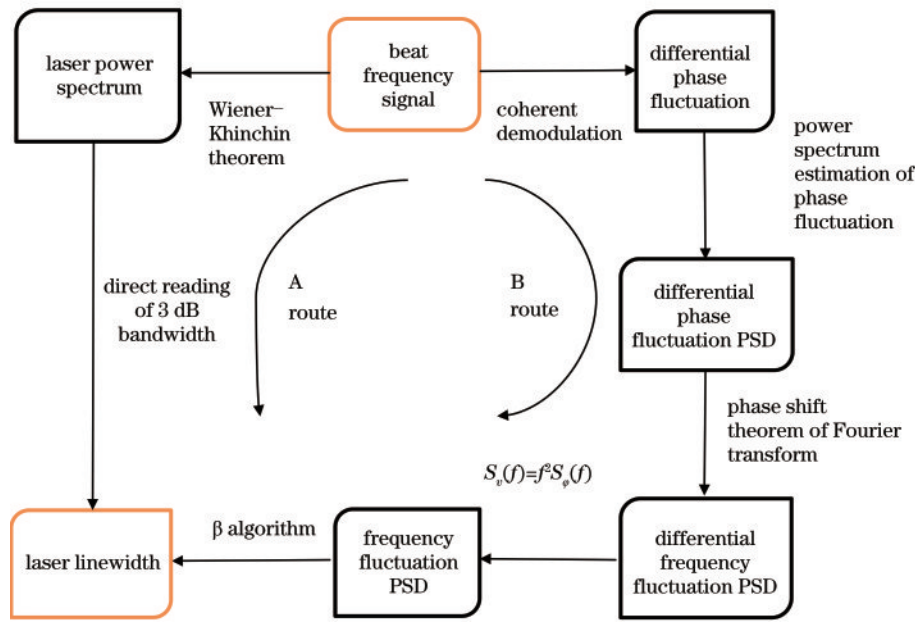 laser power
spectrum
beat
frequency
signal
differential
phase
fluctuation
Wiener–
Khinchin
theorem
coherent
demodulation
power
spectrum
estimation of
phase
fluctuation
direct reading
of 3 dB
bandwidth
A
route
B
route
differential
phase
fluctuation PSD
phase shift
theorem of Fourier
transform
S_v(f)=f²S_φ(f)
laser linewidth
β algorithm
frequency
fluctuation
PSD
differential
frequency
fluctuation PSD